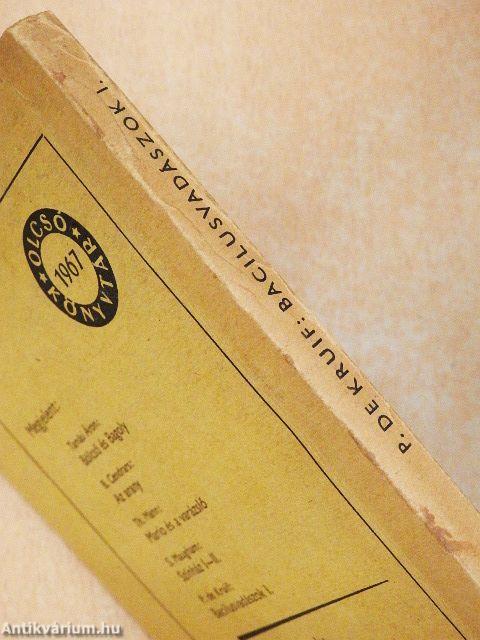 P. DE KRUIF: BACILUSVADÁSZOK I.
★ OLCSÓ ★ KÖNYVTÁR
1967
Megjelent:
Tamási Áron:
Bölcső és Bagoly
B. Cendrars:
Az arany
Th. Mann:
Mario és a varázsló
S. Maugham:
Színház I–II.
P. de Kruif:
Bacilusvadászok I.
Antikvárium.hu